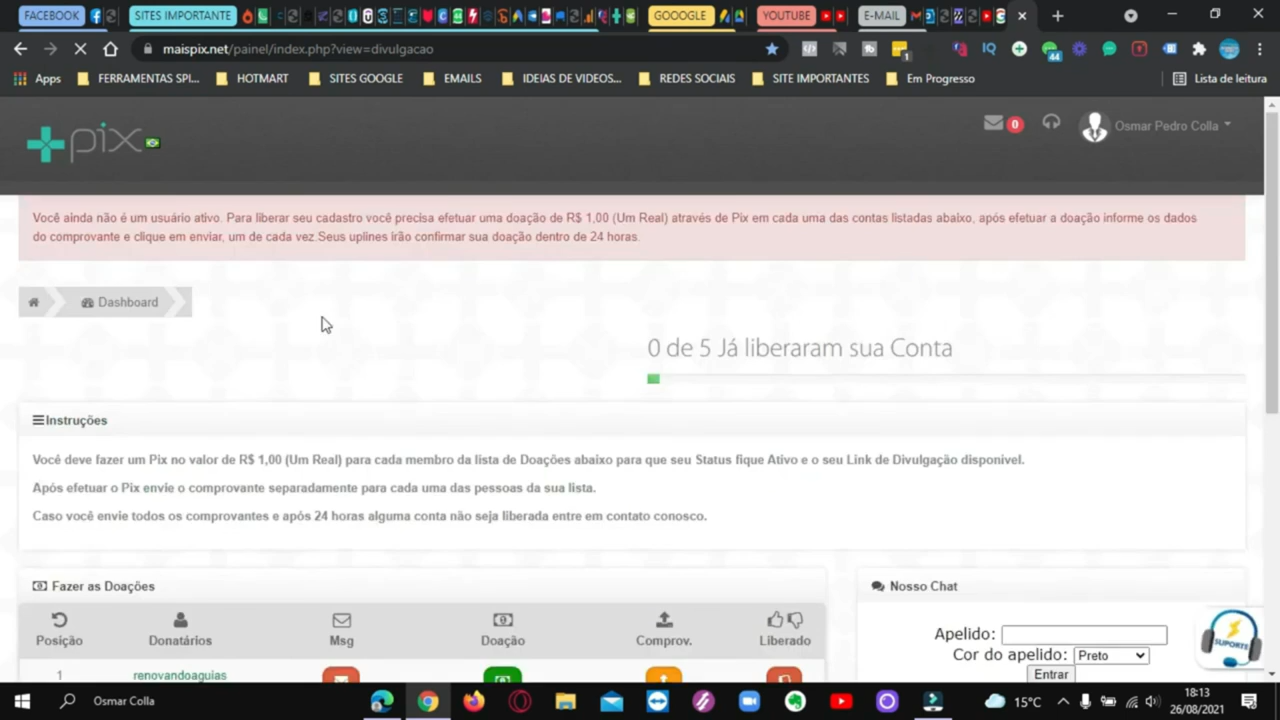 FACEBOOK
SITES IMPORTANTE
GOOOGLE
YOUTUBE
E-MAIL
maispix.net/painel/index.php?view=divulgacao
1
44
Apps
FERRAMENTAS SPI...
HOTMART
SITES GOOGLE
EMAILS
IDEIAS DE VIDEOS...
REDES SOCIAIS
SITE IMPORTANTES
Em Progresso
Lista de leitura
pix
0
Osmar Pedro Colla
Você ainda não é um usuário ativo. Para liberar seu cadastro você precisa efetuar uma doação de R$ 1,00 (Um Real) através de Pix em cada uma das contas listadas abaixo, após efetuar a doação informe os dados
do comprovante e clique em enviar, um de cada vez.Seus uplines irão confirmar sua doação dentro de 24 horas.
Dashboard
0 de 5 Já liberaram sua Conta
Instruções
Você deve fazer um Pix no valor de R$ 1,00 (Um Real) para cada membro da lista de Doações abaixo para que seu Status fique Ativo e o seu Link de Divulgação disponivel.
Após efetuar o Pix envie o comprovante separadamente para cada uma das pessoas da sua lista.
Caso você envie todos os comprovantes e após 24 horas alguma conta não seja liberada entre em contato conosco.
Fazer as Doações
Nosso Chat
Posição Donatários Msg Doação Comprov. Liberado
1 renovandoaguias
Apelido:
Cor do apelido: Preto
Entrar
SUPORTE
Osmar Colla
15°C
18:13
26/08/2021